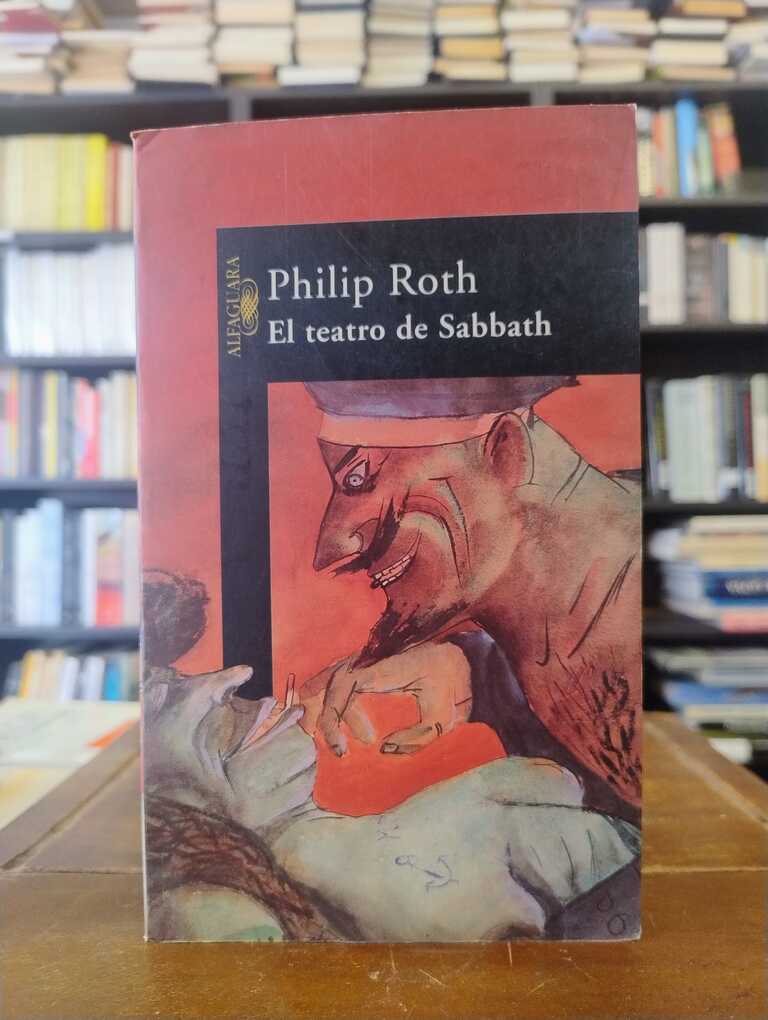 ALFAGUARA
Philip Roth
El teatro de Sabbath